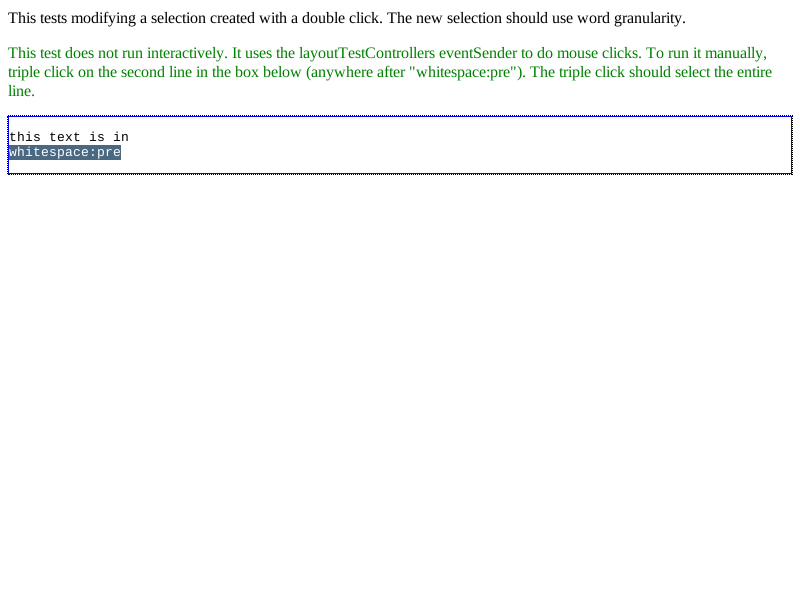 This tests modifying a selection created with a double click. The new selection should use word granularity.
This test does not run interactively. It uses the layoutTestControllers eventSender to do mouse clicks. To run it manually,
triple click on the second line in the box below (anywhere after "whitespace:pre"). The triple click should select the entire
line.
this text is in
whitespace:pre